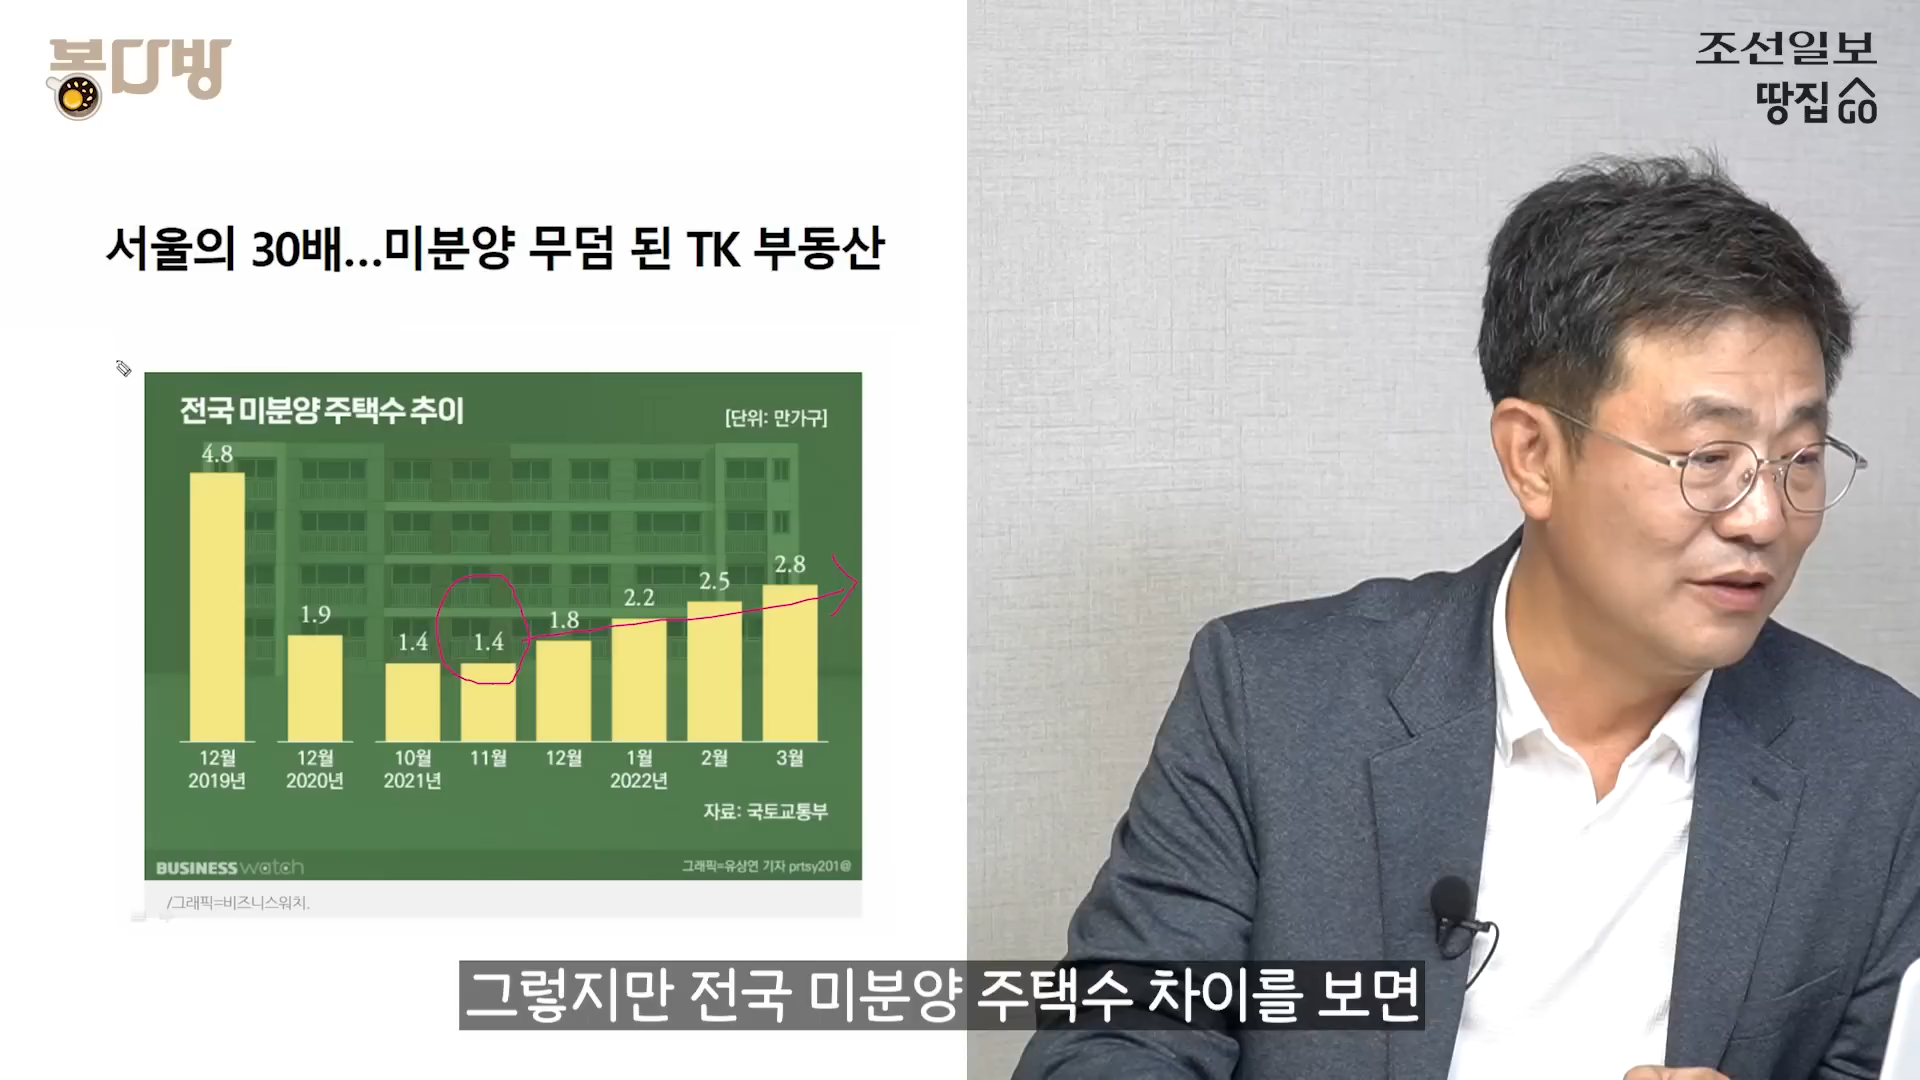 봉다방
조선일보
땅집GO
서울의 30배...미분양 무덤 된 TK 부동산
전국 미분양 주택수 추이
[단위: 만가구]
4.8
1.9
1.4
1.4
1.8
2.2
2.5
2.8
12월 12월 10월 11월 12월 1월 2월 3월
2019년 2020년 2021년 2022년
자료: 국토교통부
BUSINESSwatch
그래픽=유상연 기자 prtsy201@
/그래픽=비즈니스워치.
그렇지만 전국 미분양 주택수 차이를 보면